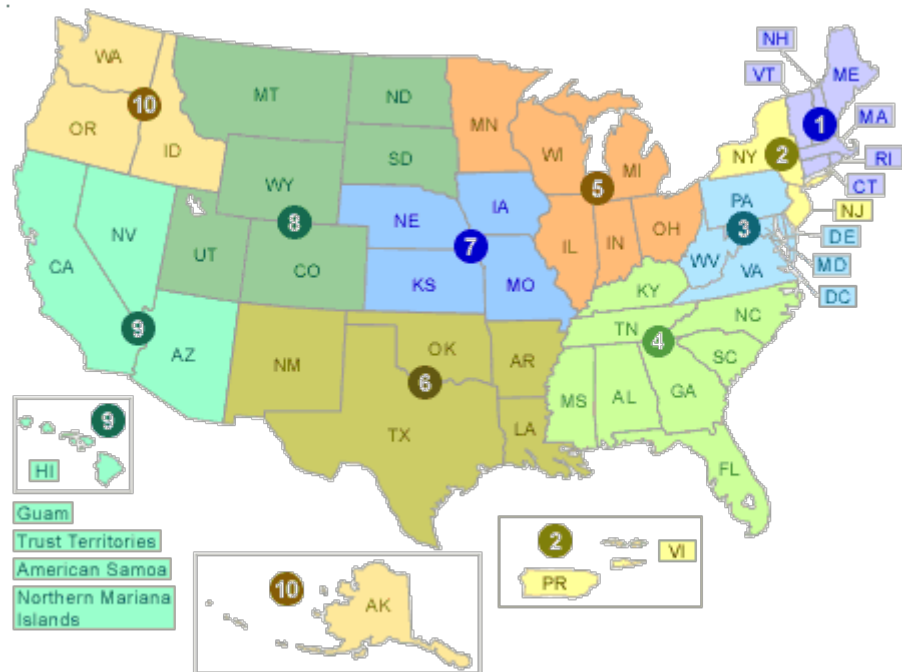 NH
WA
VT
ME
MT
ND
10
MN
MA
OR
1
ID
WI
NY
2
SD
MI
RI
5
WY
CT
PA
IA
NJ
8
NE
3
OH
NV
7
IL
IN
DE
UT
WV
CA
CO
VA
MD
KS
MO
KY
DC
NC
9
TN
4
AZ
OK
AR
SC
NM
6
MS
AL
GA
9
TX
LA
HI
FL
Guam
Trust Territories
2
VI
American Samoa
PR
10
Northern Mariana
Islands
AK